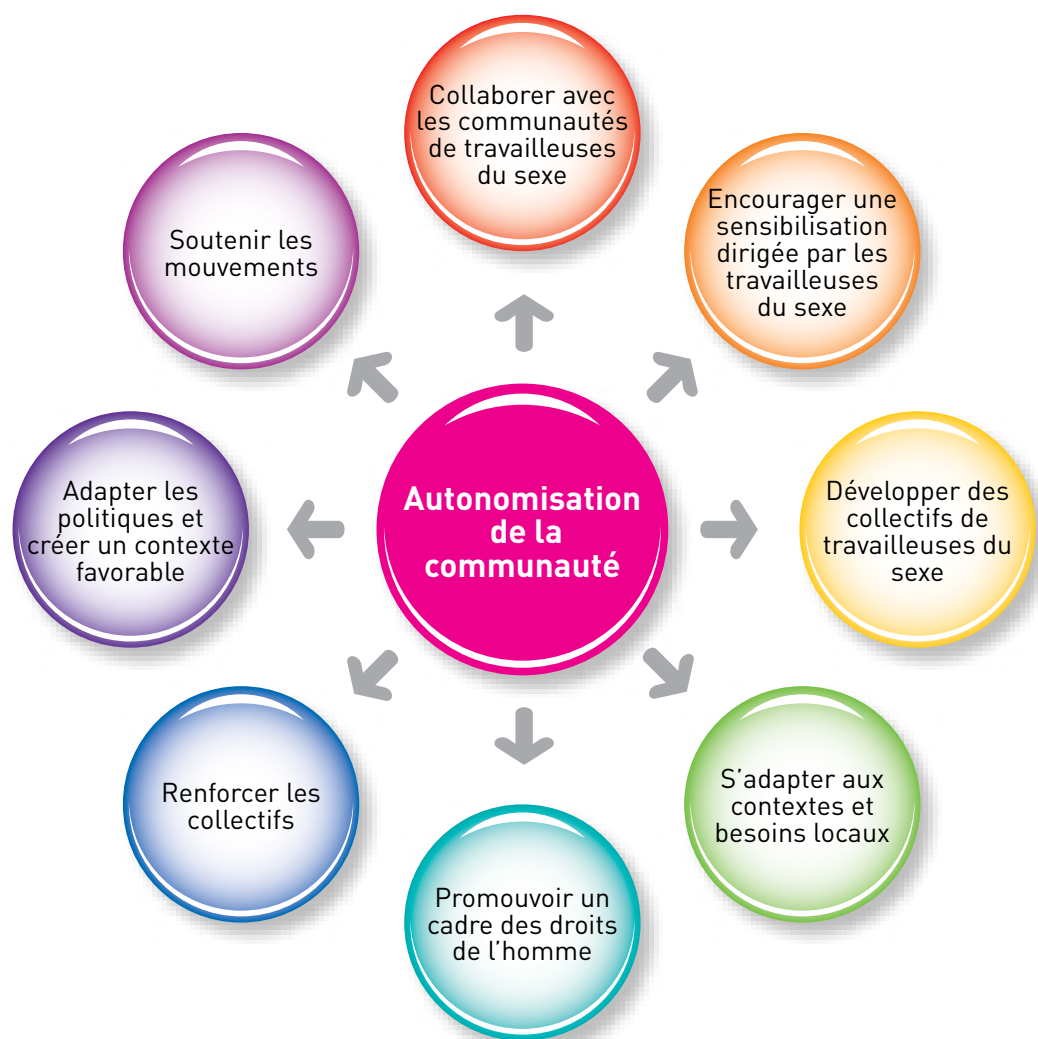 Collaborer avec
les communautés
de travailleuses
du sexe
Encourager une
sensibilisation
dirigée par les
travailleuses
du sexe
Développer des
collectifs de
travailleuses du
sexe
S’adapter aux
contextes et
besoins locaux
Promouvoir un
cadre des droits
de l’homme
Renforcer les
collectifs
Adapter les
politiques et
créer un contexte
favorable
Soutenir les
mouvements
Autonomisation
de la
communauté